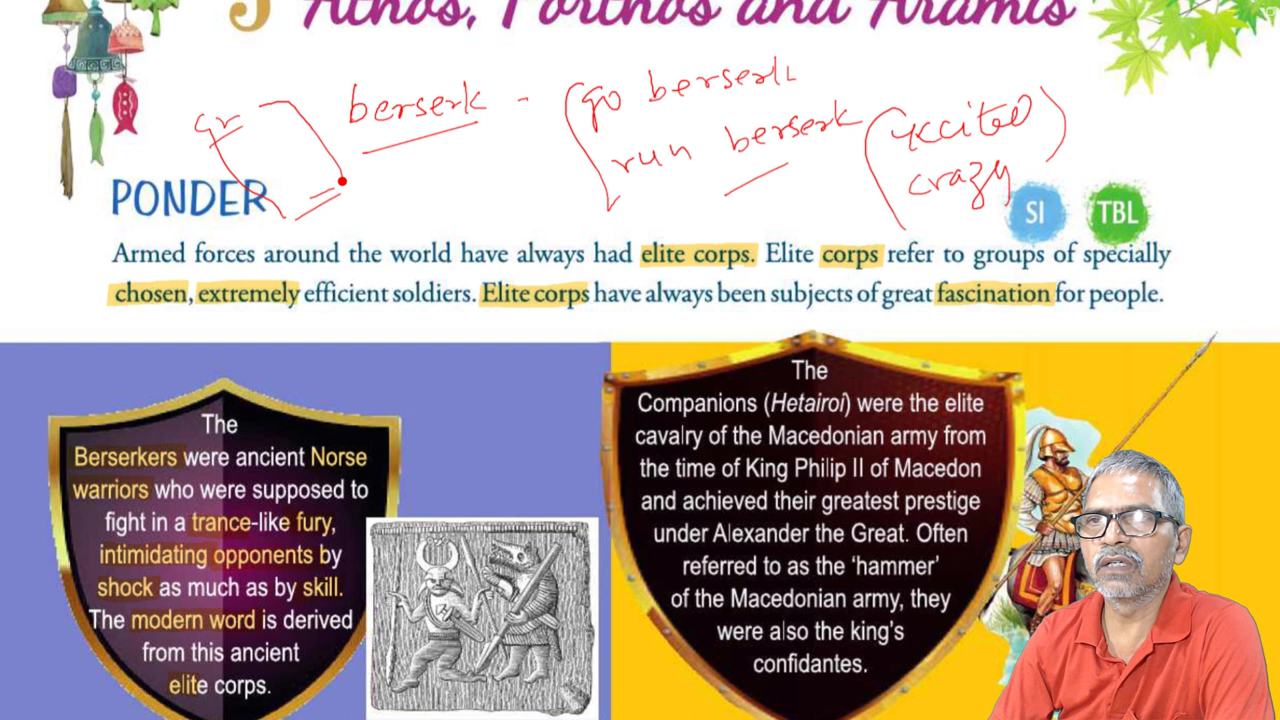 Athos, Porthos and Aramis
berserk - go berserk
run berserk
excited
crazy
PONDER
SI TBL
Armed forces around the world have always had elite corps. Elite corps refer to groups of specially
chosen, extremely efficient soldiers. Elite corps have always been subjects of great fascination for people.
The
Berserkers were ancient Norse
warriors who were supposed to
fight in a trance-like fury,
intimidating opponents by
shock as much as by skill.
The modern word is derived
from this ancient
elite corps.
The
Companions (Hetairoi) were the elite
cavalry of the Macedonian army from
the time of King Philip II of Macedon
and achieved their greatest prestige
under Alexander the Great. Often
referred to as the ‘hammer’
of the Macedonian army, they
were also the king’s
confidantes.